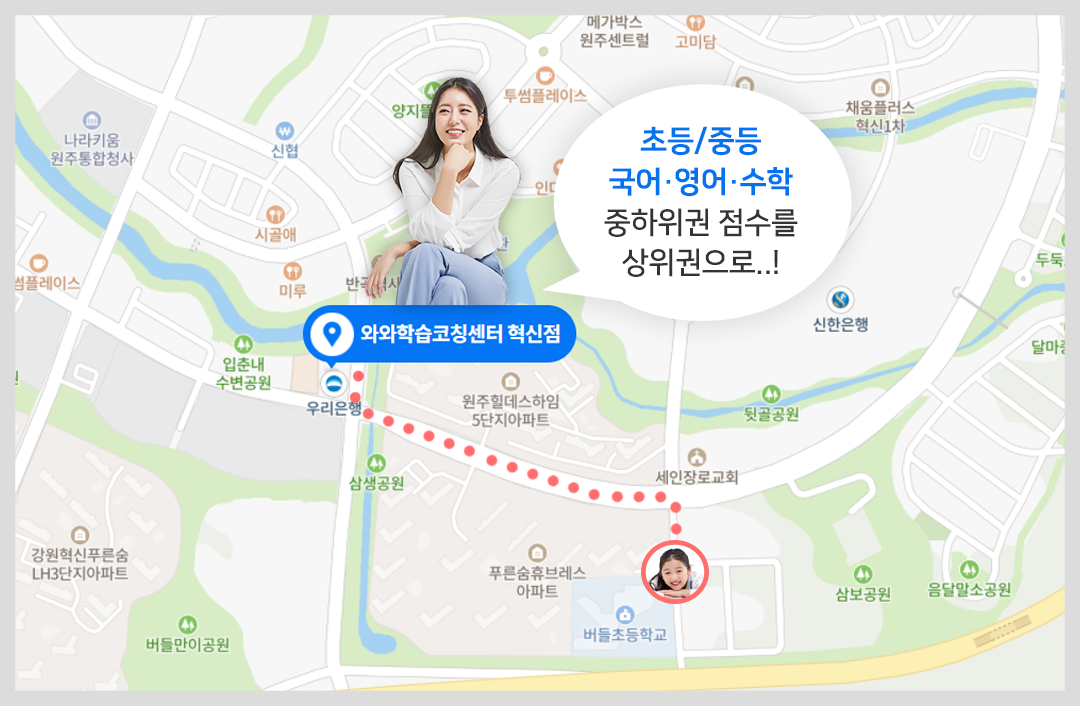 메가박스
원주센트럴
고미담
투썸플레이스
양지뜰
채움플러스
혁신1차
나라키움
원주통합청사
신협
초등/중등
국어·영어·수학
중하위권 점수를
상위권으로..!
시골애
썸플레이스
미루
두둑
신한은행
달마중
와와학습코칭센터 혁신점
입춘내
수변공원
우리은행
원주힐데스하임
5단지아파트
뒷골공원
삼생공원
세인장로교회
강원혁신푸른숨
LH3단지아파트
푸른숨휴브레스
아파트
삼보공원
음달말소공원
버들초등학교
버들만이공원